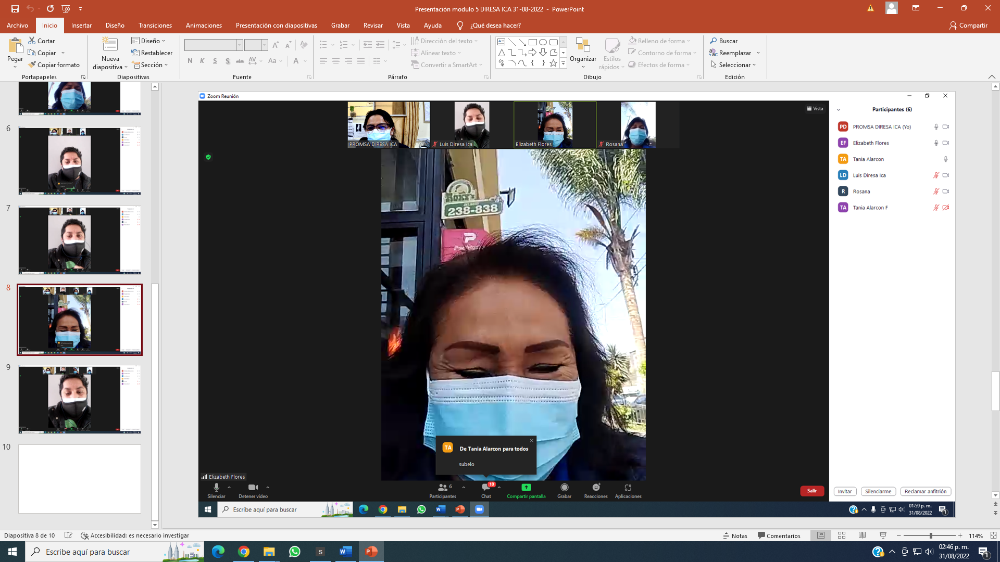 Presentación modulo 5 DIRESA ICA 31-08-2022 - PowerPoint
Archivo Inicio Insertar Diseño Transiciones Animaciones Presentación con diapositivas Grabar Revisar Vista Ayuda ¿Qué desea hacer? Compartir
Pegar
Cortar
Copiar
Copiar formato
Portapapeles
Nueva
diapositiva
Diseño
Restablecer
Sección
Diapositivas
N K S S abc AV Aa A
Fuente
Dirección del texto
Alinear texto
Convertir a SmartArt
Párrafo
Organizar
Estilos
rápidos
Relleno de forma
Contorno de forma
Efectos de forma
Dibujo
Buscar
Reemplazar
Seleccionar
Edición
6
7
8
9
10
Zoom Reunión
PROMSA DIRESA ICA
Luis Diresa Ica
Elizabeth Flores
Rosana
Vista
238-838
Participantes (6)
PD PROMSA DIRESA ICA (Yo)
EF Elizabeth Flores
TA Tania Alarcon
LD Luis Diresa Ica
R Rosana
TA Tania Alarcon F
TA De Tania Alarcon para todos
subelo
Elizabeth Flores
Silenciar
Detener video
Participantes 6
Chat 10
Compartir pantalla
Grabar
Reacciones
Aplicaciones
Salir
Invitar
Silenciarme
Reclamar anfitrión
Escribe aquí para buscar
01:59 p. m.
31/08/2022
1
Diapositiva 8 de 10
Accesibilidad: es necesario investigar
Notas
Comentarios
114%
Escribe aquí para buscar
02:46 p. m.
31/08/2022
1